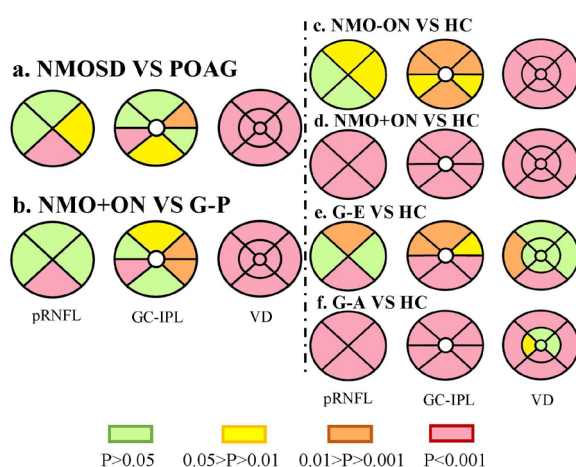 a. NMOSD VS POAG
b. NMO+ON VS G-P
pRNFL GC-IPL VD
c. NMO-ON VS HC
d. NMO+ON VS HC
e. G-E VS HC
f. G-A VS HC
pRNFL GC-IPL VD
P>0.05 0.05>P>0.01 0.01>P>0.001 P<0.001